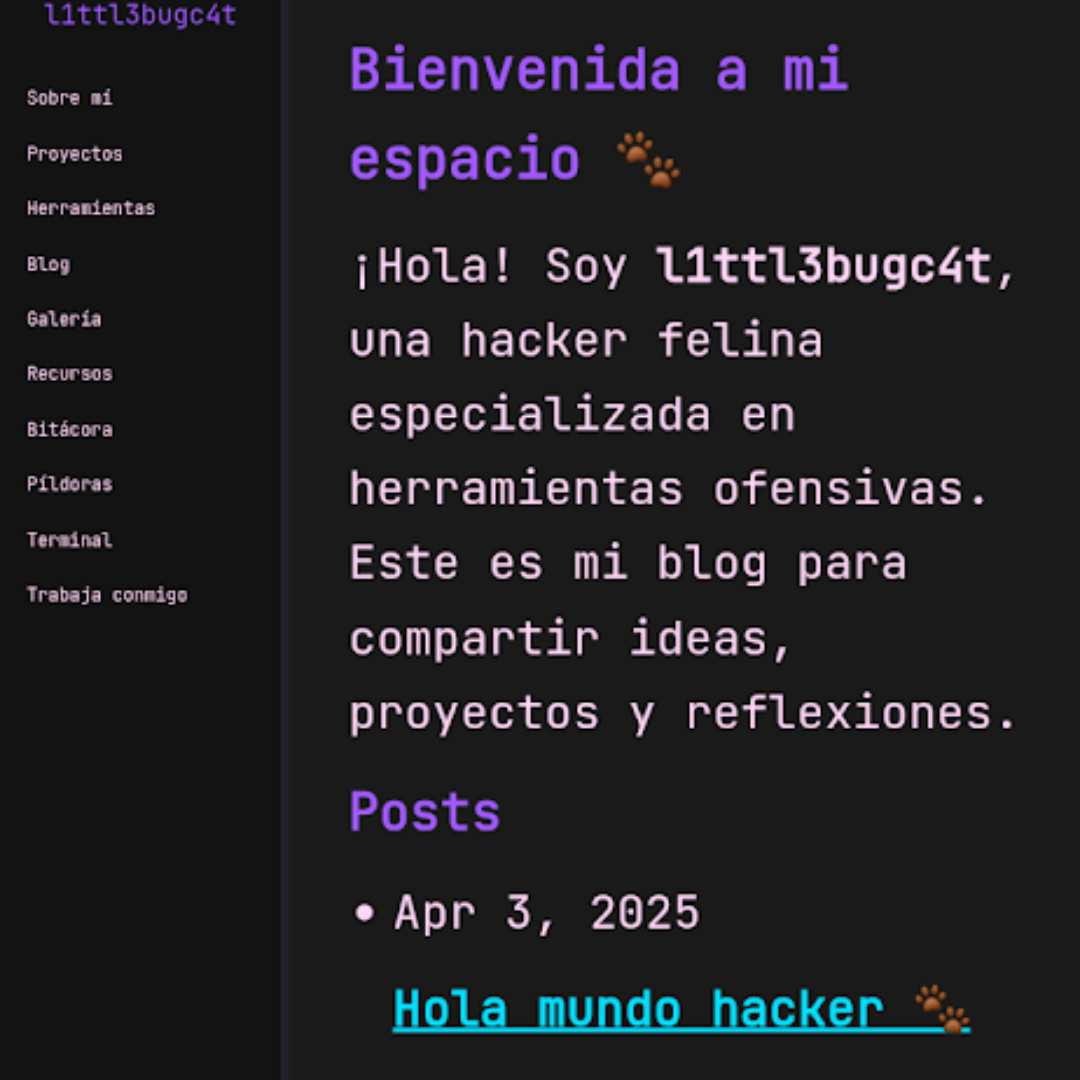 l1ttl3bugc4t
Sobre mí
Proyectos
Herramientas
Blog
Galería
Recursos
Bitácora
Píldoras
Terminal
Trabaja conmigo
Bienvenida a mi
espacio 🐾
¡Hola! Soy l1ttl3bugc4t,
una hacker felina
especializada en
herramientas ofensivas.
Este es mi blog para
compartir ideas,
proyectos y reflexiones.
Posts
• Apr 3, 2025
Hola mundo hacker 🐾